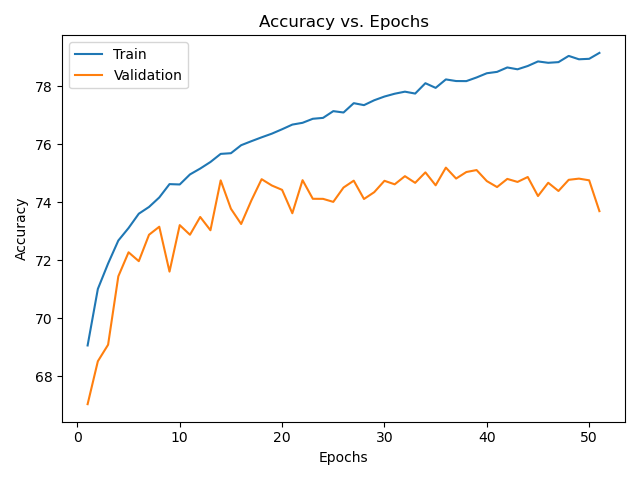 Accuracy vs. Epochs
Train
Validation
78
76
74
72
70
68
Accuracy
0 10 20 30 40 50
Epochs